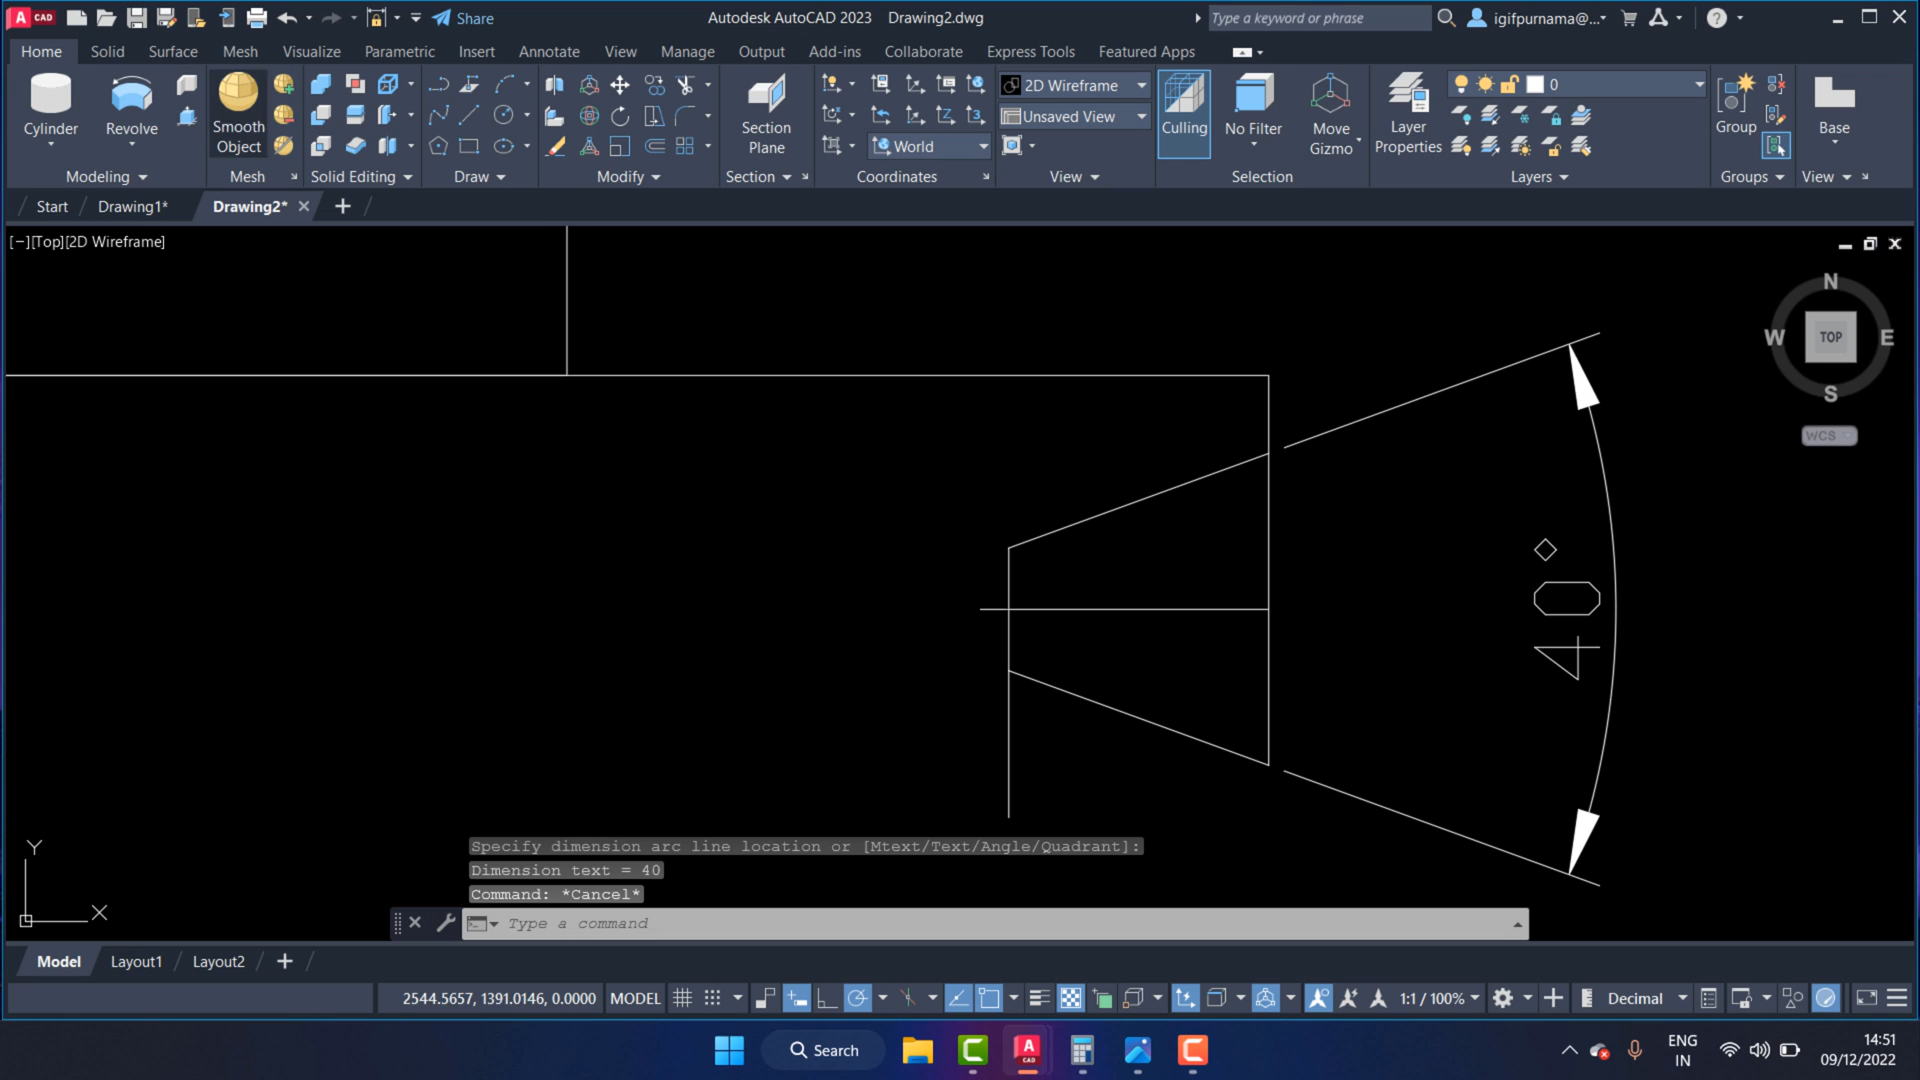 A CAD
Share
Autodesk AutoCAD 2023 Drawing2.dwg
Type a keyword or phrase
igifpurnama@...
Home Solid Surface Mesh Visualize Parametric Insert Annotate View Manage Output Add-ins Collaborate Express Tools Featured Apps
Cylinder
Revolve
Smooth
Object
Section
Plane
2D Wireframe
Unsaved View
World
Culling
No Filter
Move
Gizmo
Layer
Properties
0
Group
Base
Modeling
Mesh
Solid Editing
Draw
Modify
Section
Coordinates
View
Selection
Layers
Groups
View
Start
Drawing1*
Drawing2*
[−][Top][2D Wireframe]
N
W TOP E
S
WCS
40°
Y
X
Specify dimension arc line location or [Mtext/Text/Angle/Quadrant]:
Dimension text = 40
Command: *Cancel*
Type a command
Model Layout1 Layout2
2544.5657, 1391.0146, 0.0000 MODEL
1:1 / 100%
Decimal
Search
A CAD
ENG
IN
14:51
09/12/2022